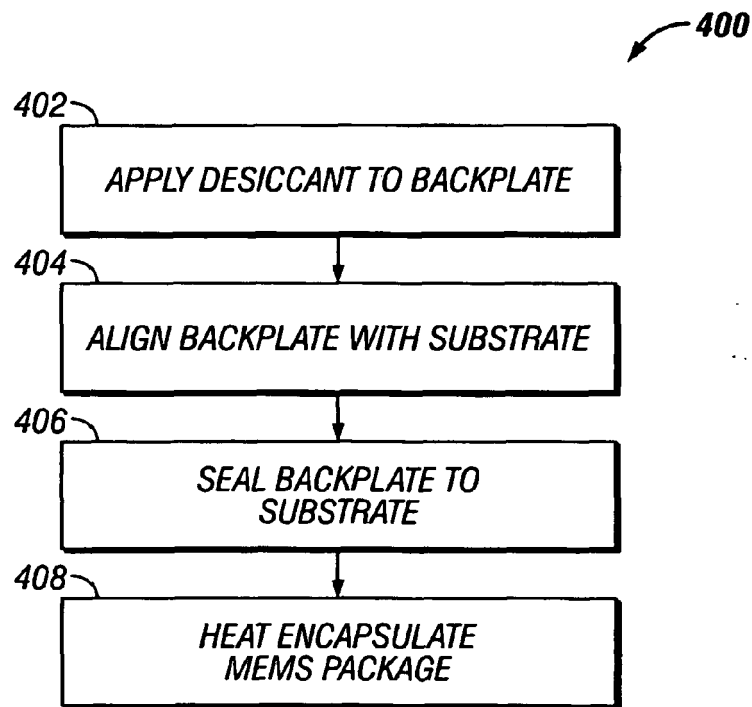 400
402
APPLY DESICCANT TO BACKPLATE
404
ALIGN BACKPLATE WITH SUBSTRATE
406
SEAL BACKPLATE TO
SUBSTRATE
408
HEAT ENCAPSULATE
MEMS PACKAGE